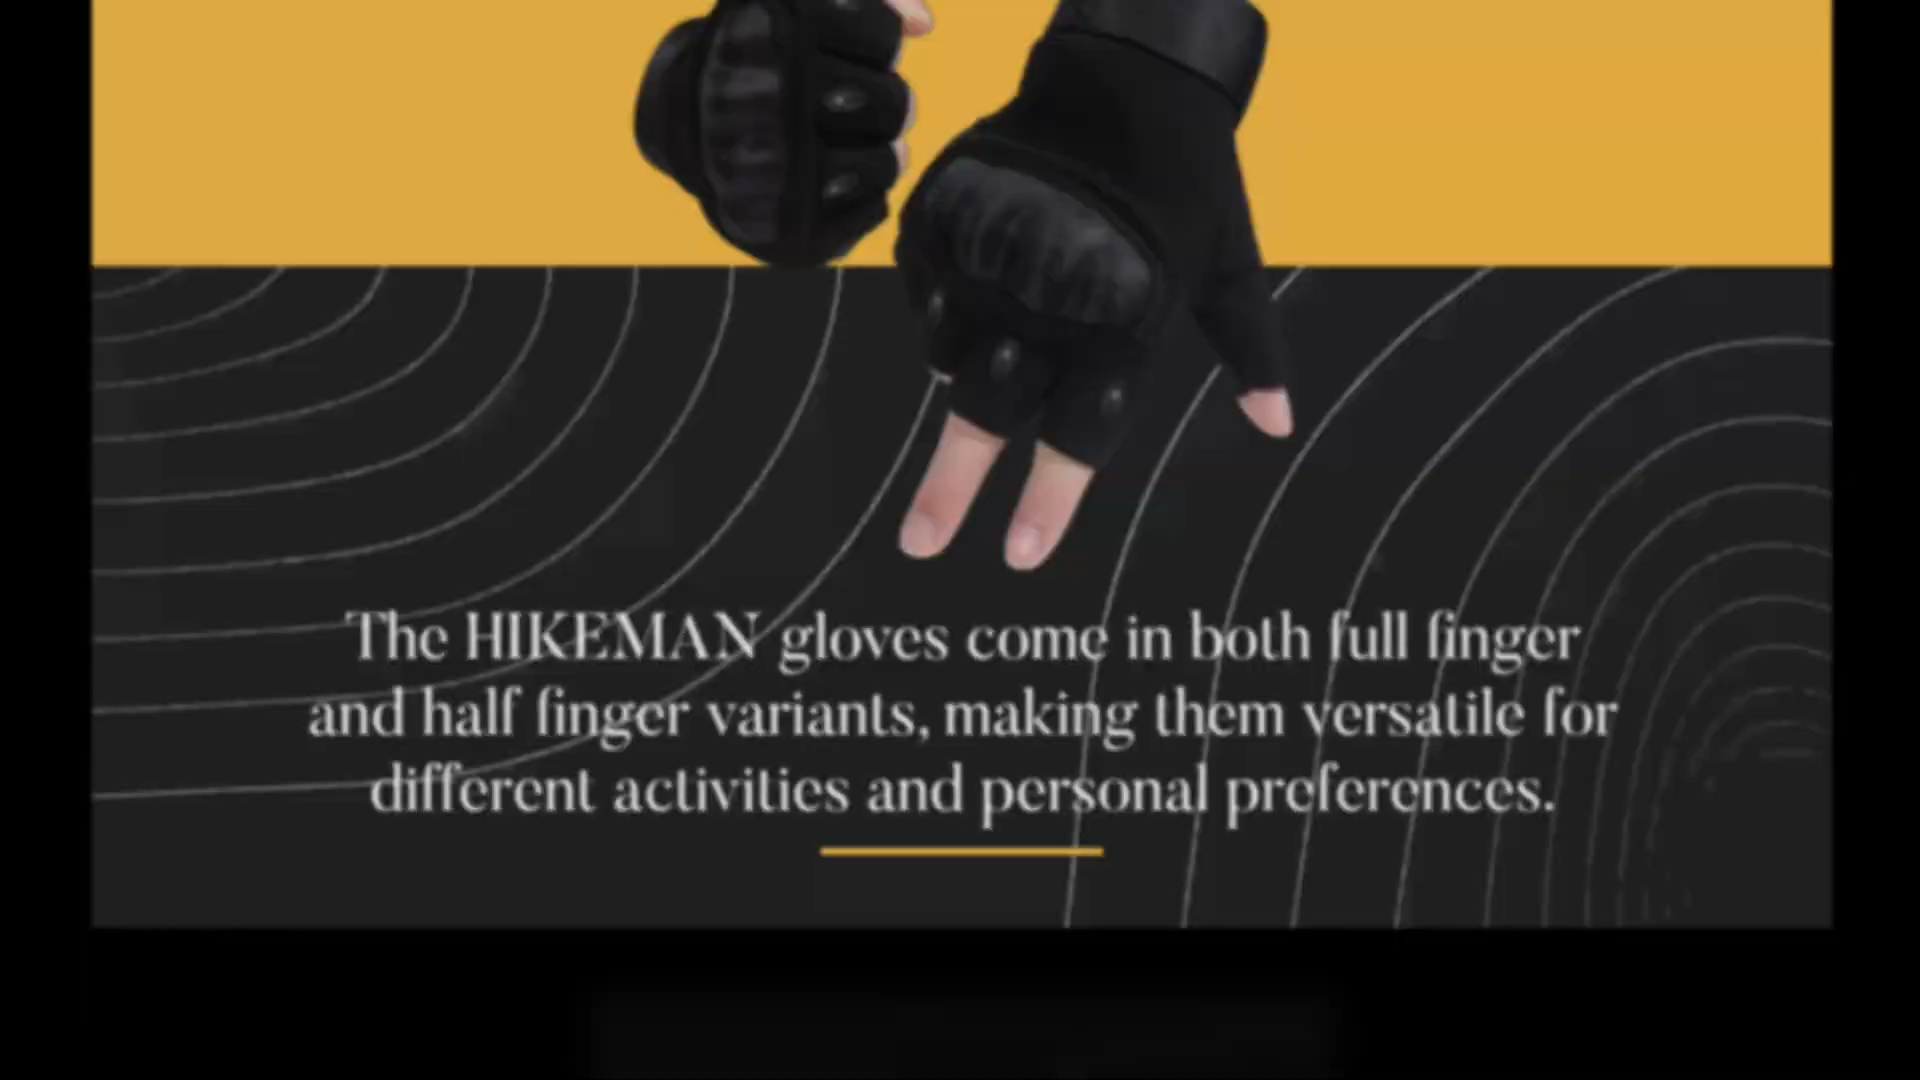 The HIKEMAN gloves come in both full finger
and half finger variants, making them versatile for
different activities and personal preferences.